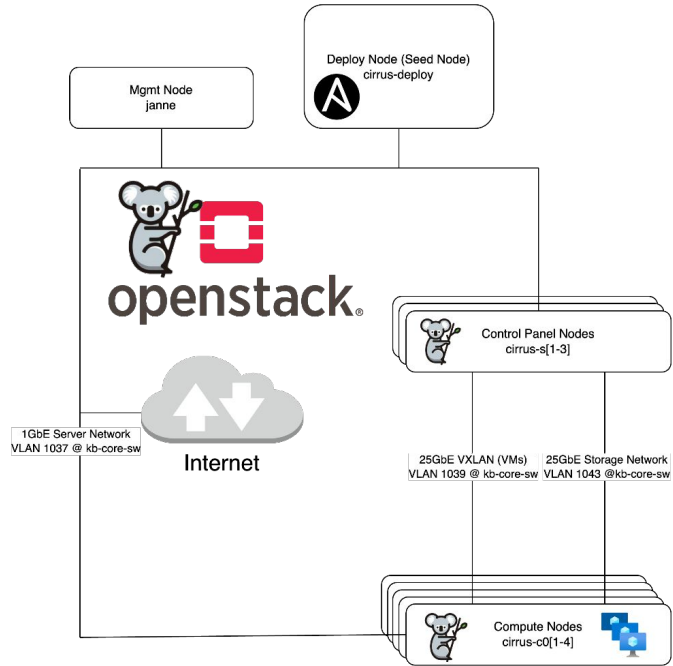 Deploy Node (Seed Node)
cirrus-deploy
Mgmt Node
janne
openstack®
Control Panel Nodes
cirrus-s[1-3]
1GbE Server Network
VLAN 1037 @ kb-core-sw
Internet
25GbE VXLAN (VMs)
VLAN 1039 @ kb-core-sw
25GbE Storage Network
VLAN 1043 @kb-core-sw
Compute Nodes
cirrus-c0[1-4]